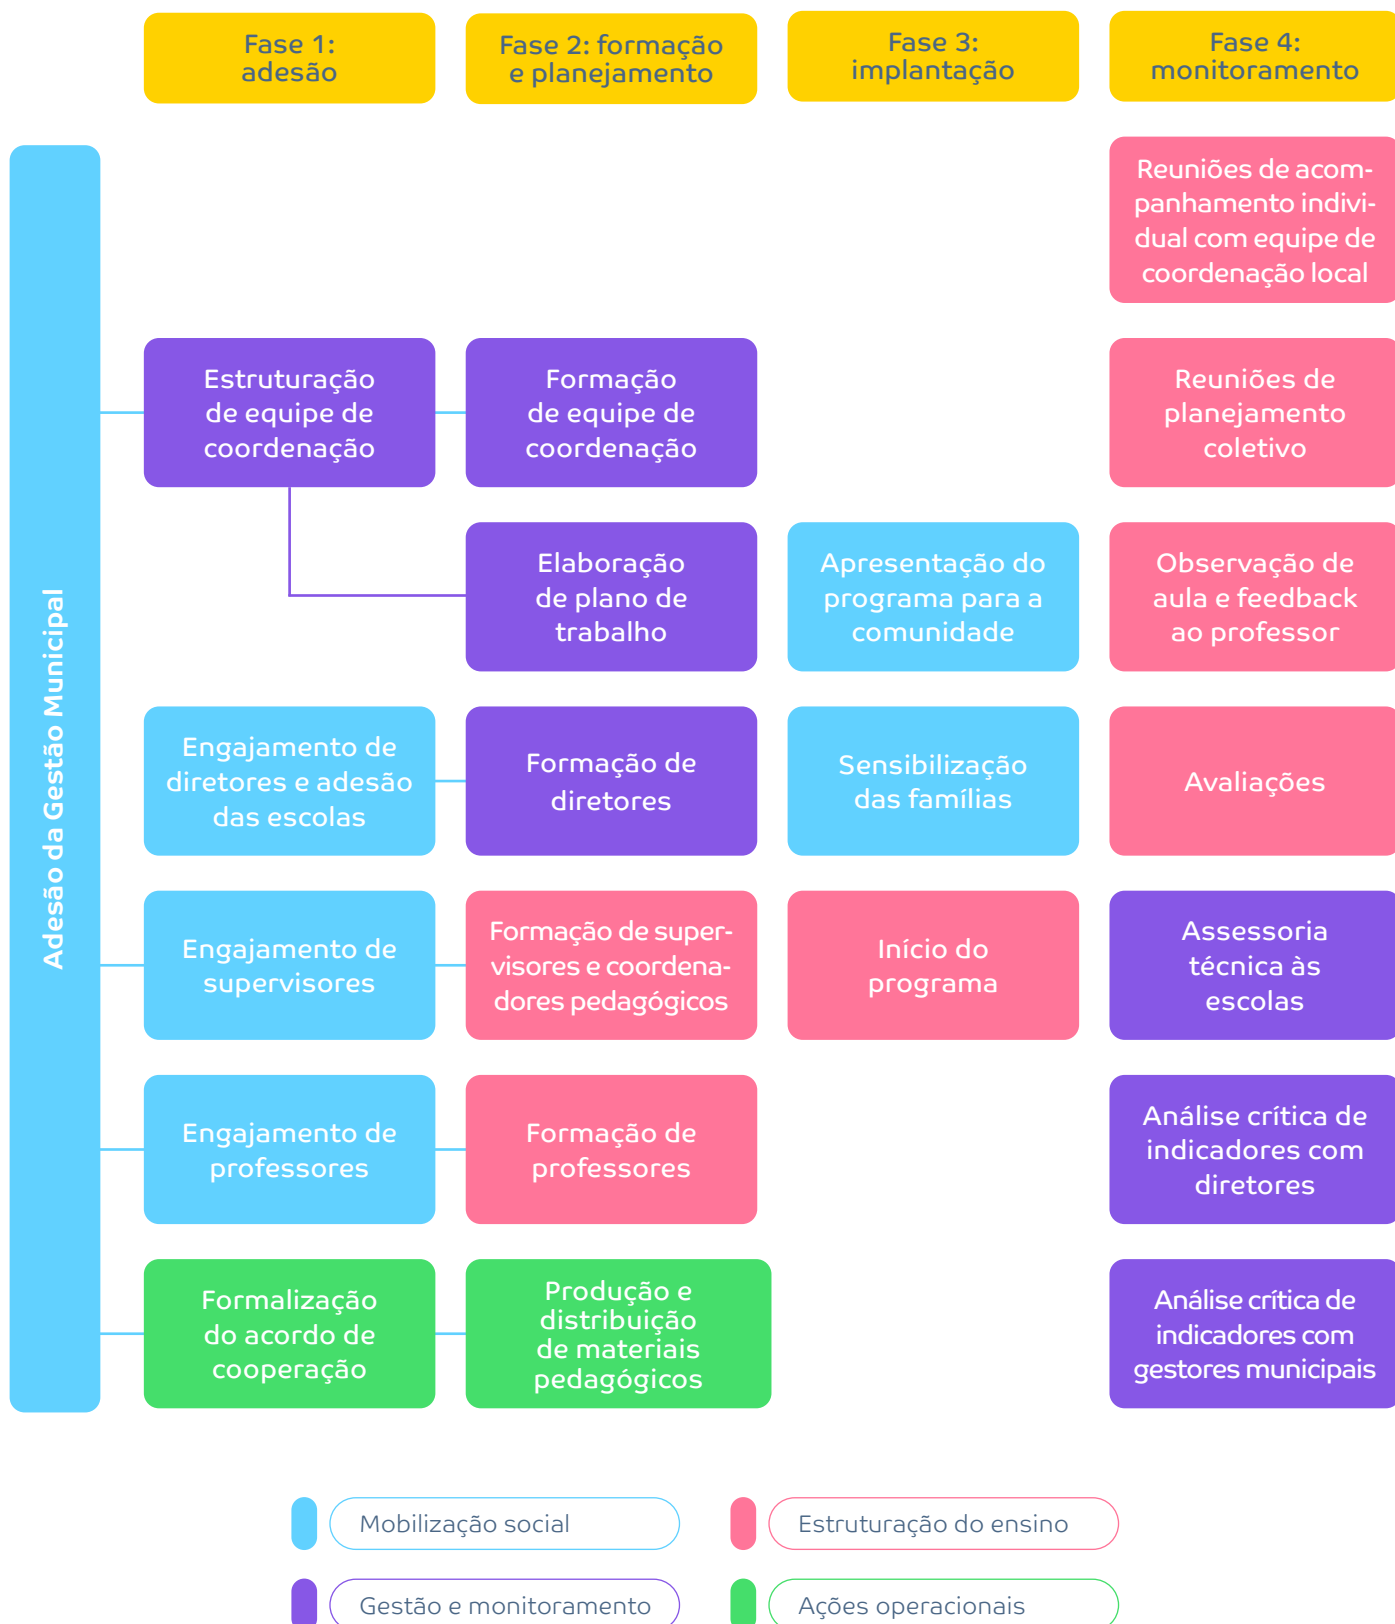 Fase 1:
adesão
Fase 2: formação
e planejamento
Fase 3:
implantação
Fase 4:
monitoramento
Adesão da Gestão Municipal
Reuniões de acom-
panhamento indivi-
dual com equipe de
coordenação local
Estruturação
de equipe de
coordenação
Formação
de equipe de
coordenação
Reuniões de
planejamento
coletivo
Elaboração
de plano de
trabalho
Apresentação do
programa para a
comunidade
Observação de
aula e feedback
ao professor
Engajamento de
diretores e adesão
das escolas
Formação de
diretores
Sensibilização
das famílias
Avaliações
Engajamento de
supervisores
Formação de super-
visores e coordena-
dores pedagógicos
Início do
programa
Assessoria
técnica às
escolas
Engajamento de
professores
Formação de
professores
Análise crítica de
indicadores com
diretores
Formalização
do acordo de
cooperação
Produção e
distribuição
de materiais
pedagógicos
Análise crítica de
indicadores com
gestores municipais
Mobilização social
Estruturação do ensino
Gestão e monitoramento
Ações operacionais